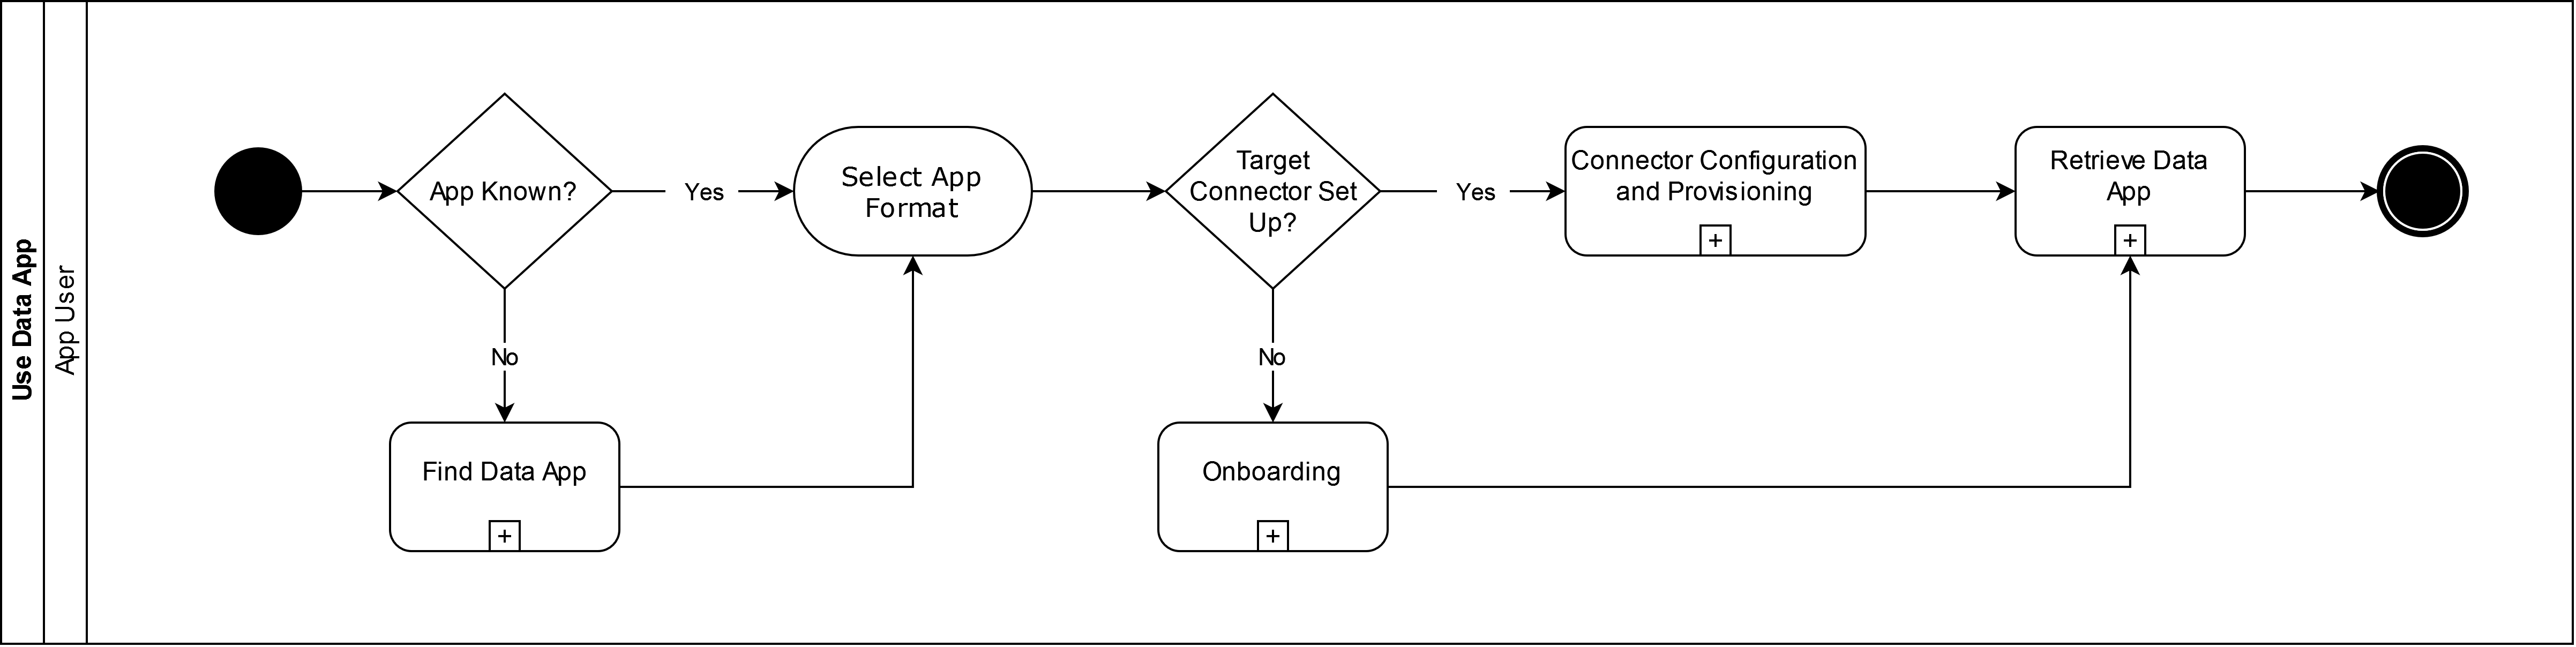 Use Data App
App User
App Known?
Yes
Select App
Format
Target
Connector Set
Up?
Yes
Connector Configuration
and Provisioning
+
Retrieve Data
App
+
No
No
Find Data App
+
Onboarding
+